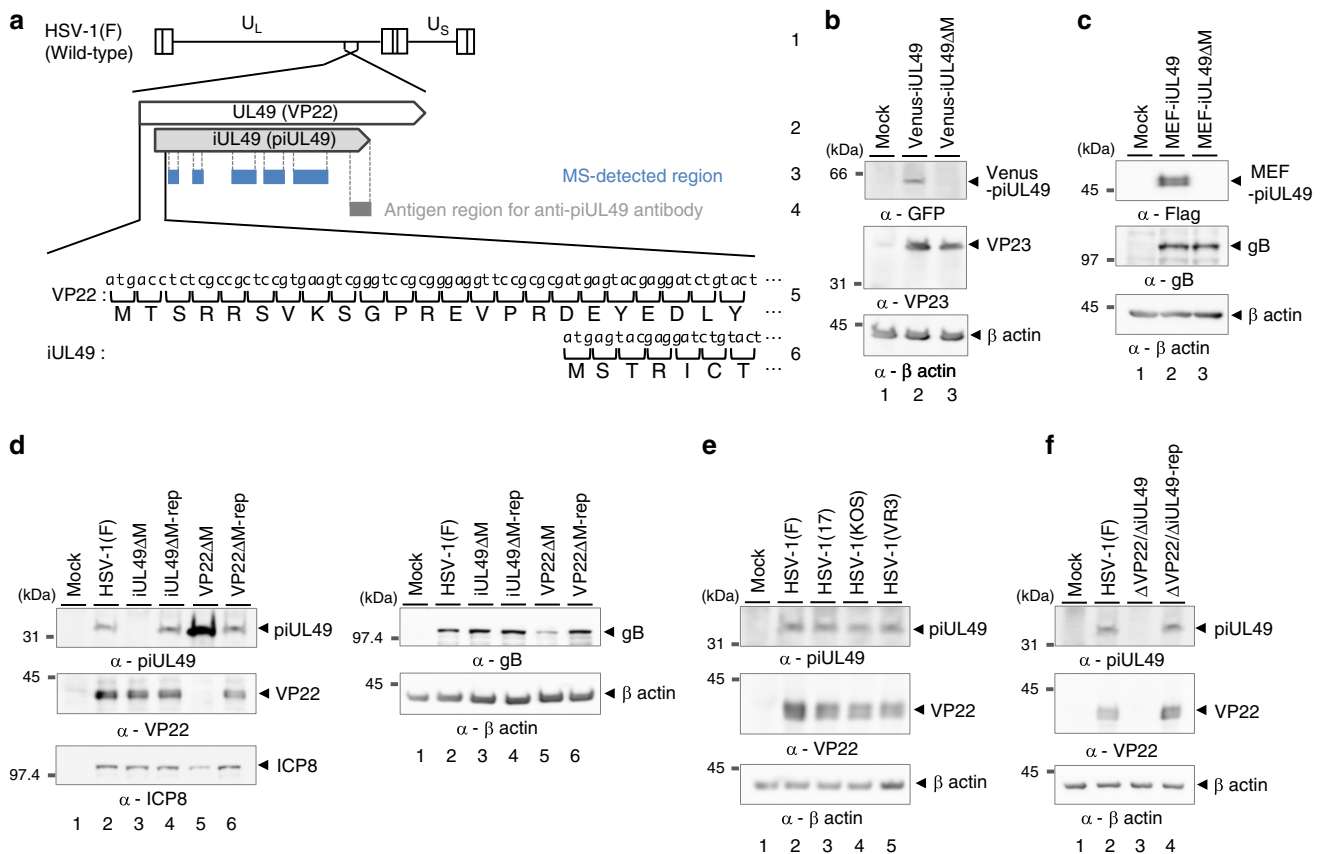 a
HSV-1(F)
(Wild-type)
UL
US
1
UL49 (VP22)
2
iUL49 (piUL49)
3
MS-detected region
4
Antigen region for anti-piUL49 antibody
atgacctctcgccgctccgtgaagtcgggtccgcgggaggttccgcgcgatgagtacgaggatctgtact ...
VP22 :
5
M T S R R S V K S G P R E V P R D E Y E D L Y ...
atgagtacgaggatctgtact ...
iUL49 :
6
M S T R I C T ...
b
Mock
Venus-iUL49
Venus-iUL49ΔM
(kDa)
66
Venus
-piUL49
α - GFP
VP23
31
α - VP23
45
β actin
α - β actin
1 2 3
c
Mock
MEF-iUL49
MEF-iUL49ΔM
(kDa)
MEF
-piUL49
45
α - Flag
gB
97
α - gB
45
β actin
α - β actin
1 2 3
d
Mock
HSV-1(F)
iUL49ΔM
iUL49ΔM-rep
VP22ΔM
VP22ΔM-rep
(kDa)
piUL49
31
α - piUL49
45
VP22
α - VP22
ICP8
97.4
α - ICP8
1 2 3 4 5 6
Mock
HSV-1(F)
iUL49ΔM
iUL49ΔM-rep
VP22ΔM
VP22ΔM-rep
(kDa)
97.4
gB
α - gB
45
β actin
α - β actin
1 2 3 4 5 6
e
Mock
HSV-1(F)
HSV-1(17)
HSV-1(KOS)
HSV-1(VR3)
(kDa)
piUL49
31
α - piUL49
45
VP22
α - VP22
45
β actin
α - β actin
1 2 3 4 5
f
Mock
HSV-1(F)
ΔVP22/ΔiUL49
ΔVP22/ΔiUL49-rep
(kDa)
piUL49
31
α - piUL49
45
VP22
α - VP22
45
β actin
α - β actin
1 2 3 4